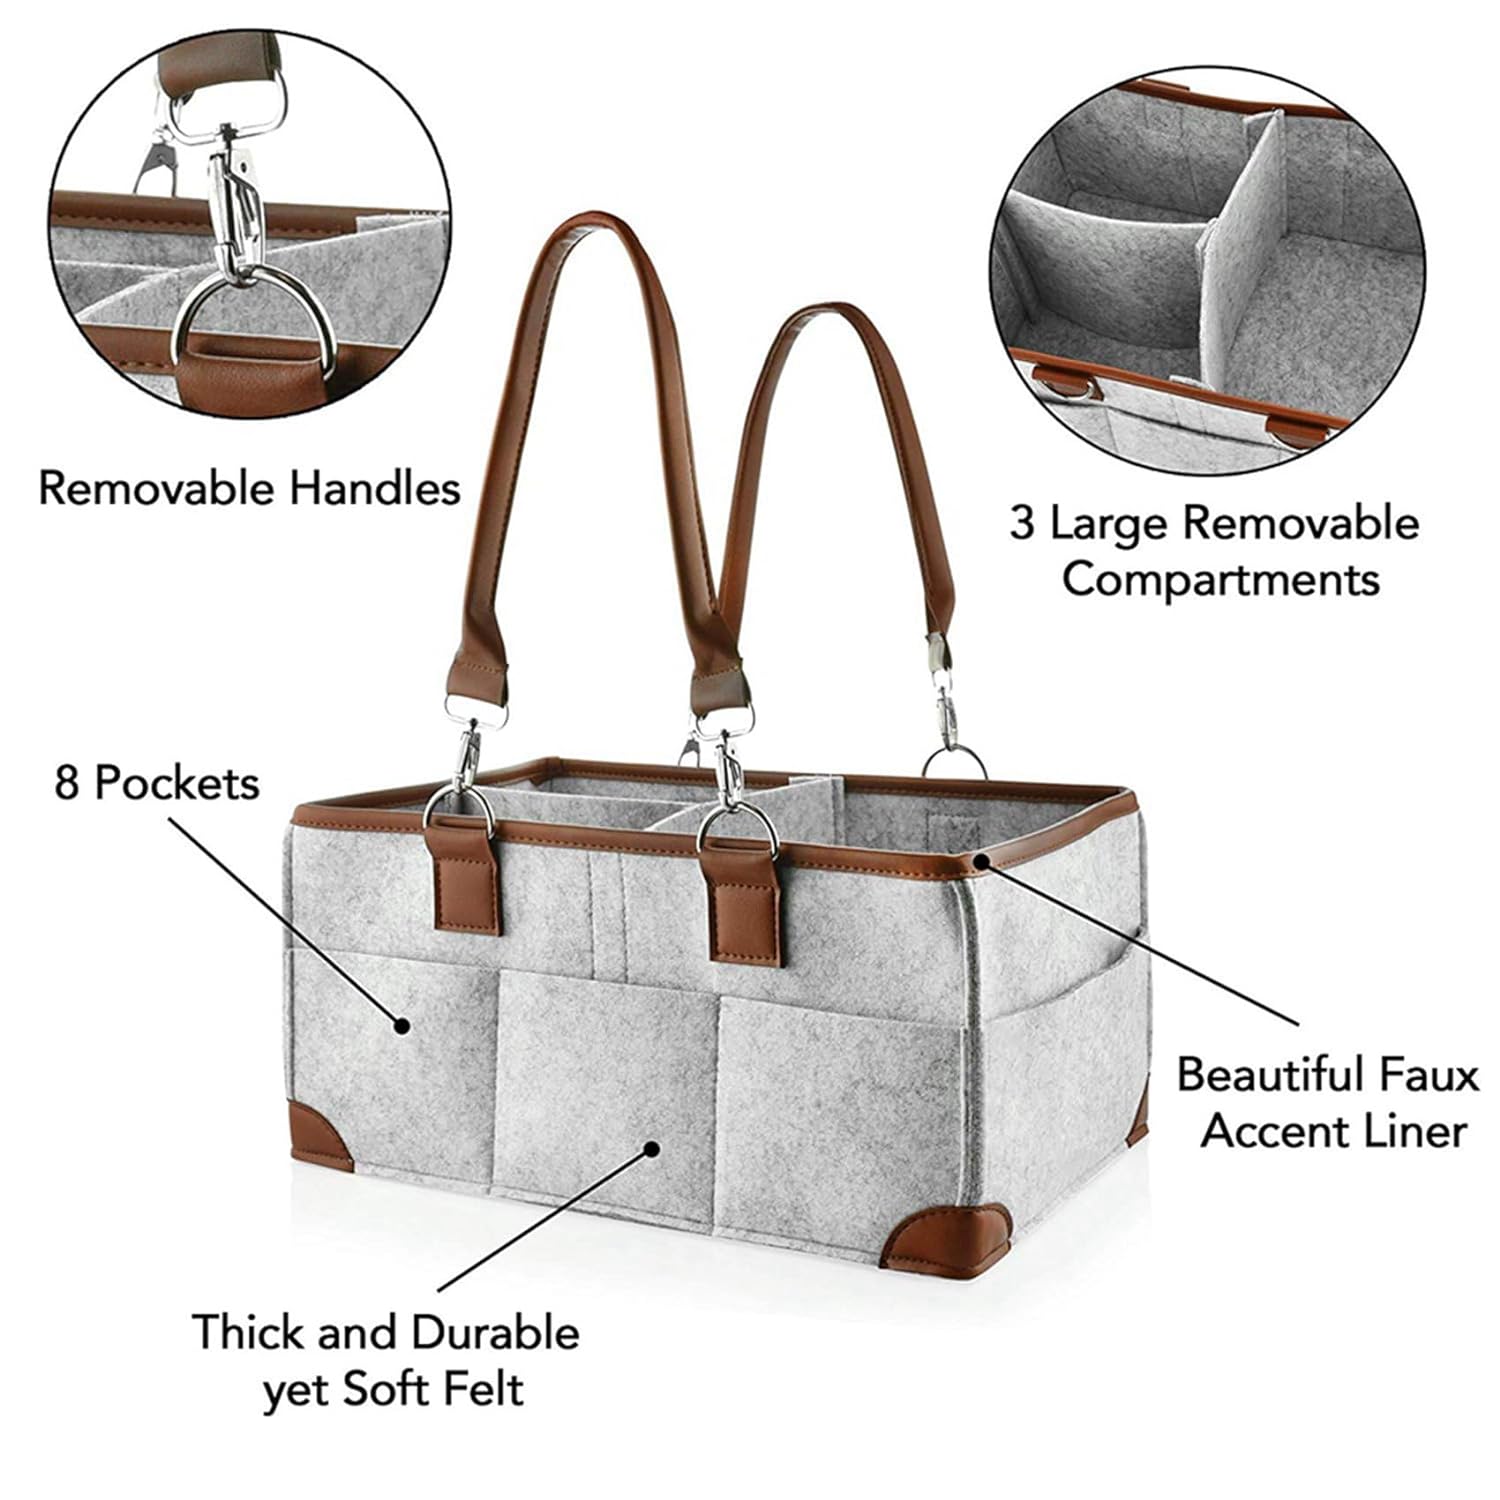 Removable Handles
3 Large Removable
Compartments
8 Pockets
Beautiful Faux
Accent Liner
Thick and Durable
yet Soft Felt